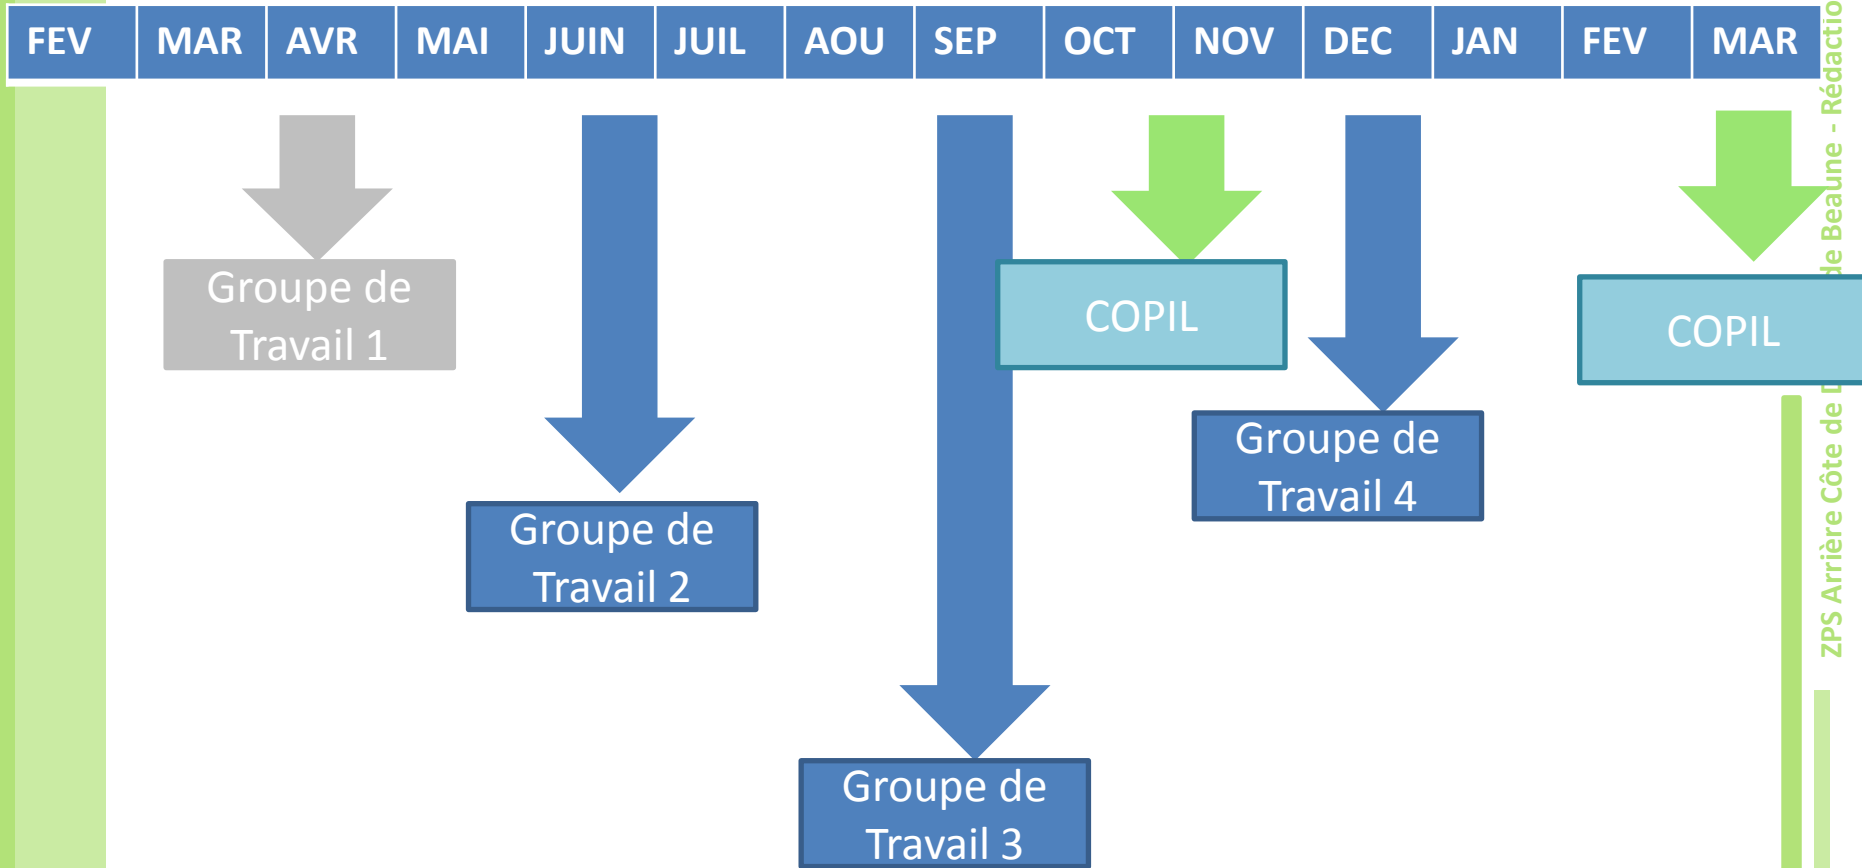 FEV MAR AVR MAI JUIN JUIL AOU SEP OCT NOV DEC JAN FEV MAR
Groupe de
Travail 1
COPIL
COPIL
Groupe de
Travail 4
Groupe de
Travail 2
Groupe de
Travail 3
ZPS Arrière Côte de de Beaune -